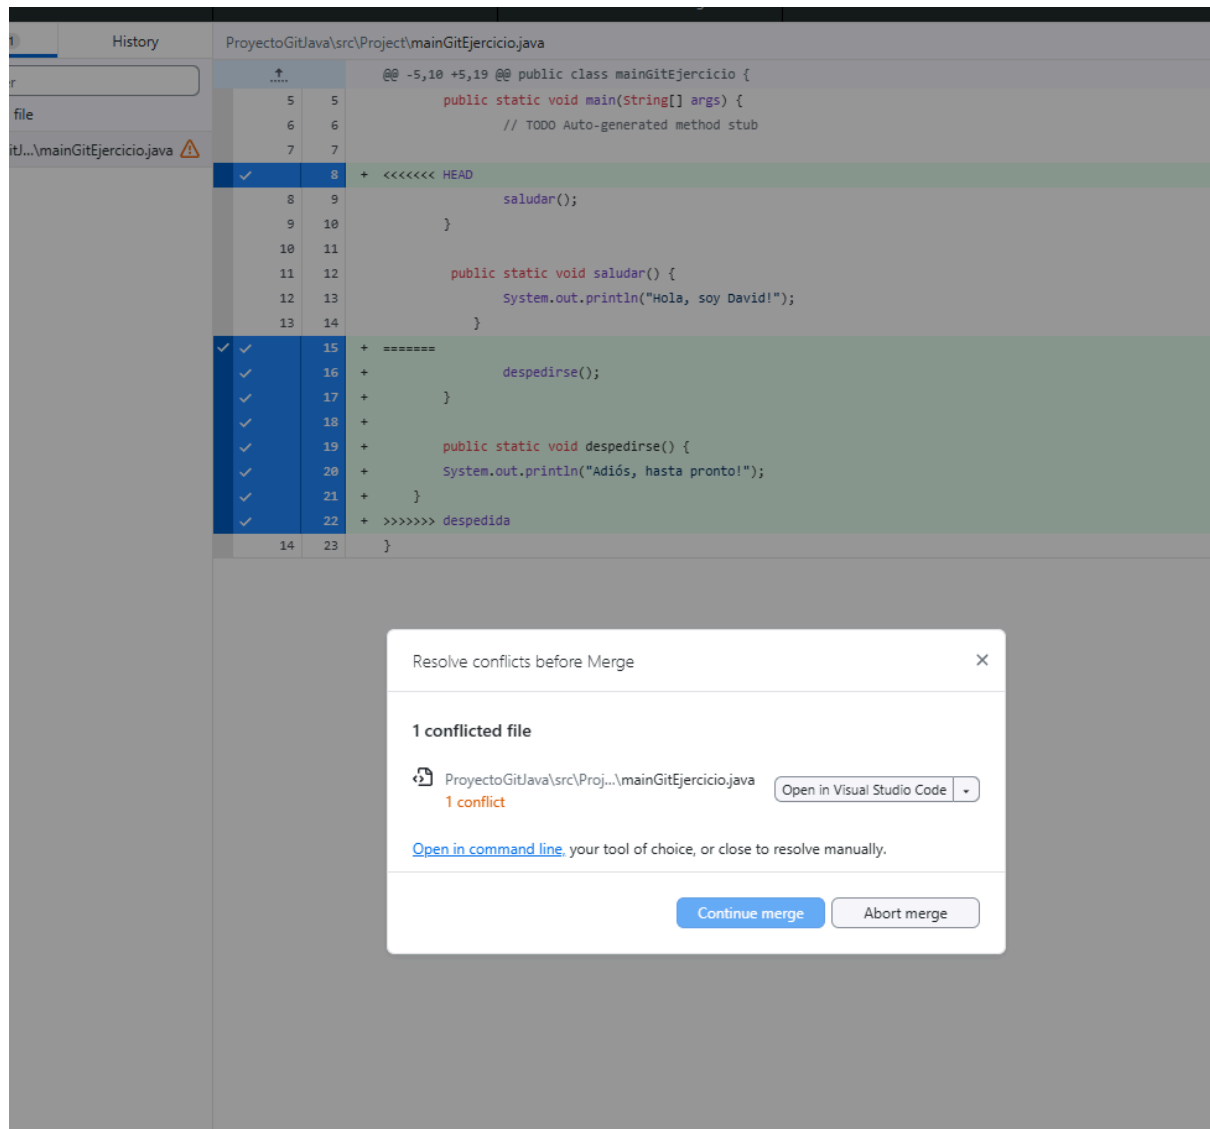 1 History
ProyectoGitJava\src\Project\mainGitEjercicio.java
r
file
itJ...\mainGitEjercicio.java
@@ -5,10 +5,19 @@ public class mainGitEjercicio {
5 5 public static void main(String[] args) {
6 6 // TODO Auto-generated method stub
7 7
8 + <<<<<<< HEAD
8 9 saludar();
9 10 }
10 11
11 12 public static void saludar() {
12 13 System.out.println("Hola, soy David!");
13 14 }
15 + =======
16 + despedirse();
17 + }
18 +
19 + public static void despedirse() {
20 + System.out.println("Adiós, hasta pronto!");
21 + }
22 + >>>>>>> despedida
14 23 }
Resolve conflicts before Merge
1 conflicted file
ProyectoGitJava\src\Proj...\mainGitEjercicio.java
1 conflict
Open in Visual Studio Code
Open in command line, your tool of choice, or close to resolve manually.
Continue merge Abort merge